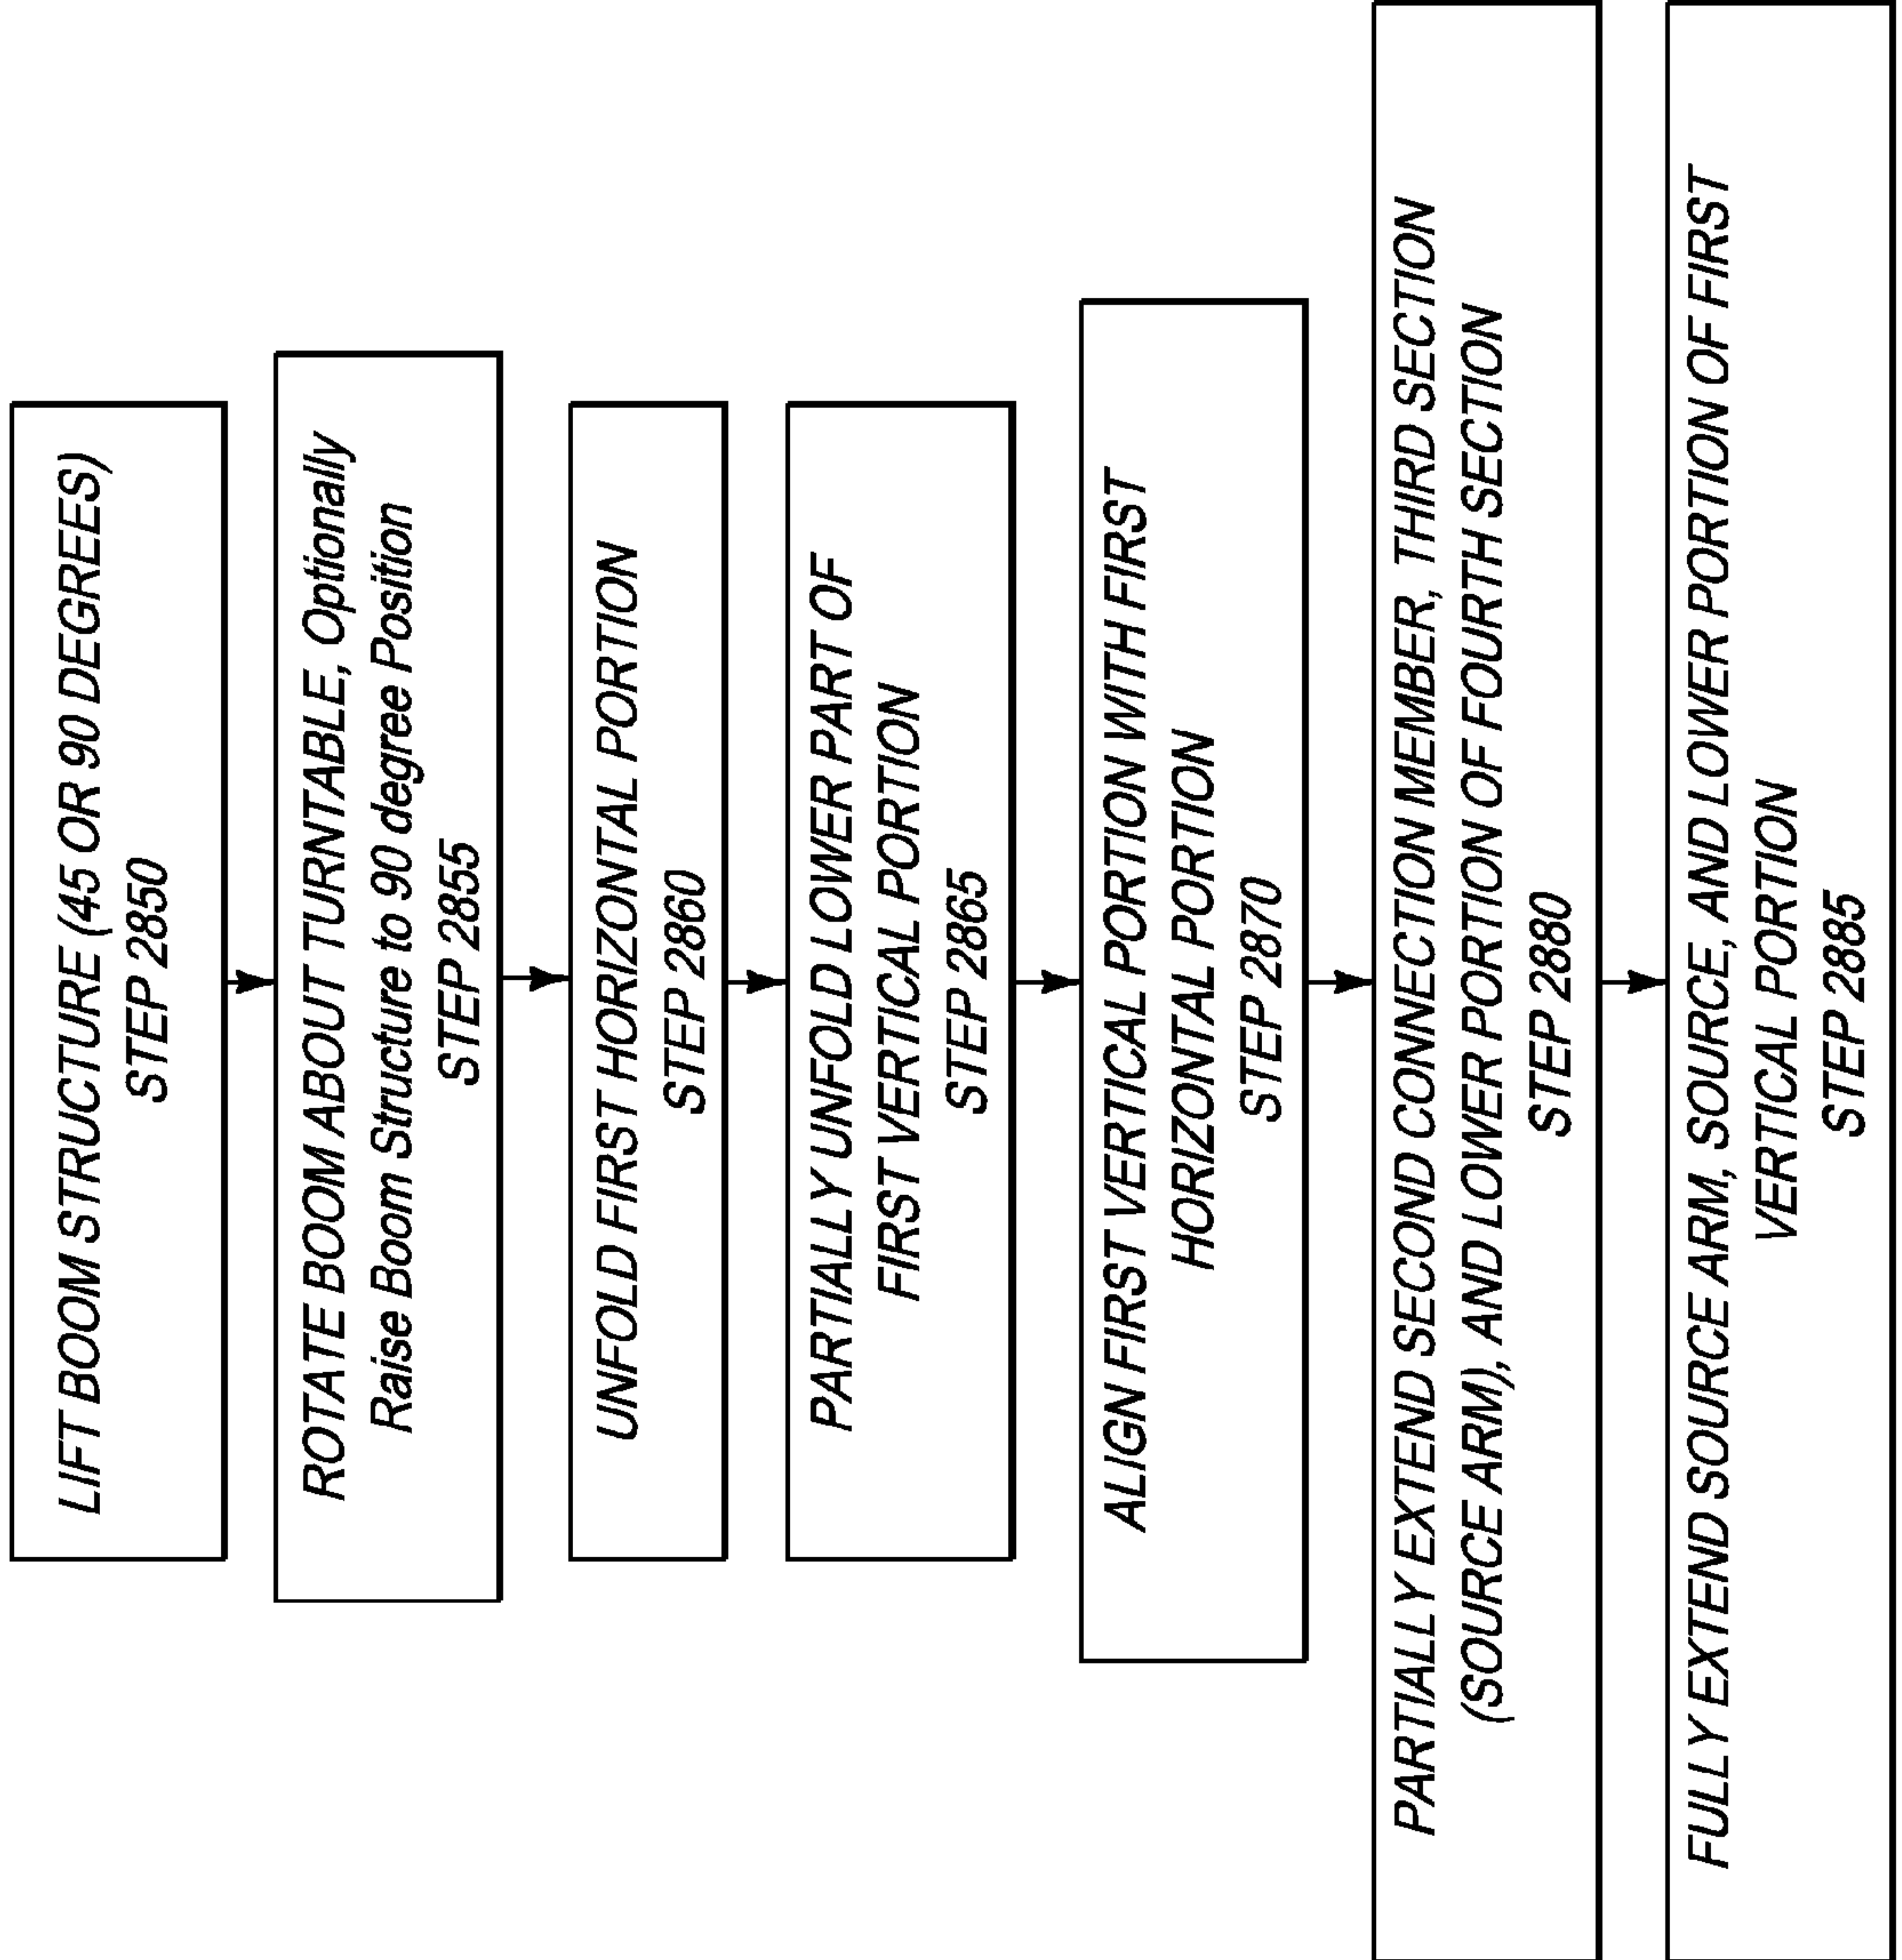 LIFT BOOM STRUCTURE (45 OR 90 DEGREES)
STEP 2850
ROTATE BOOM ABOUT TURNTABLE, Optionally
Raise Boom Structure to 90 degree Position
STEP 2855
UNFOLD FIRST HORIZONTAL PORTION
STEP 2860
PARTIALLY UNFOLD LOWER PART OF
FIRST VERTICAL PORTION
STEP 2865
ALIGN FIRST VERTICAL PORTION WITH FIRST
HORIZONTAL PORTION
STEP 2870
PARTIALLY EXTEND SECOND CONNECTION MEMBER, THIRD SECTION
(SOURCE ARM), AND LOWER PORTION OF FOURTH SECTION
STEP 2880
FULLY EXTEND SOURCE ARM, SOURCE, AND LOWER PORTION OF FIRST
VERTICAL PORTION
STEP 2885